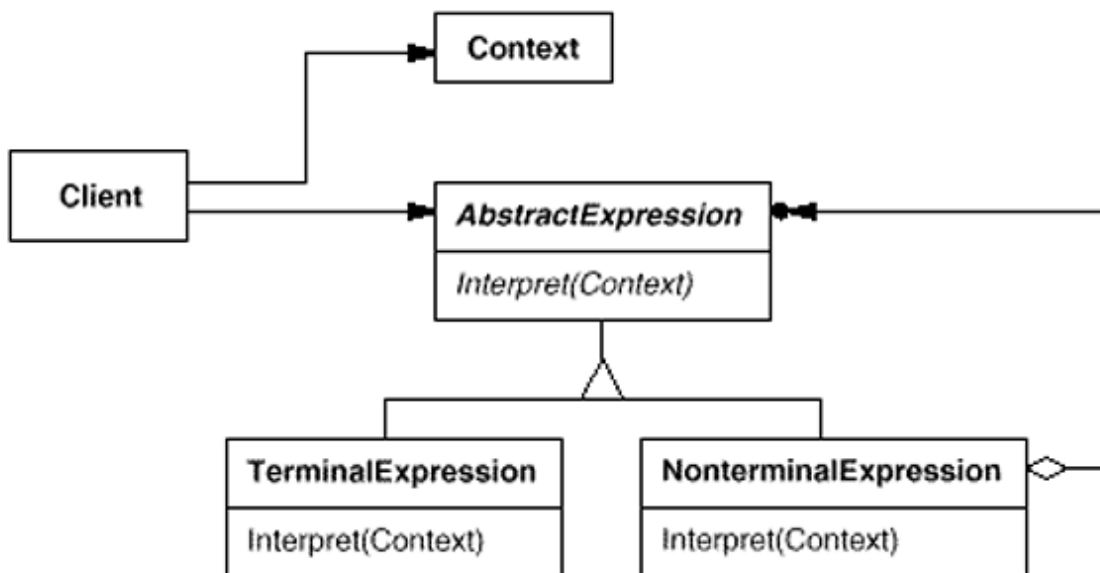 Context
Client
AbstractExpression
Interpret(Context)
TerminalExpression
NonterminalExpression
Interpret(Context)
Interpret(Context)